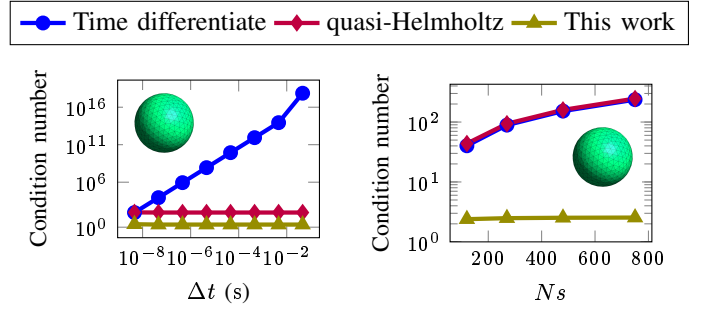 Time differentiate quasi-Helmholtz This work
Condition number
10^16
10^11
10^6
10^0
10^−8 10^−6 10^−4 10^−2
Δt (s)
Condition number
10^2
10^1
10^0
200 400 600 800
Ns